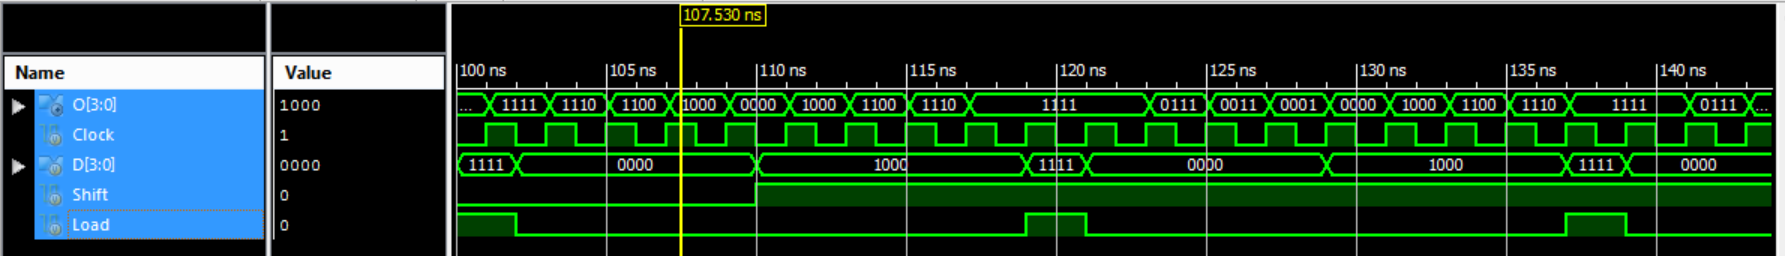 107.530 ns
Name Value 100 ns 105 ns 110 ns 115 ns 120 ns 125 ns 130 ns 135 ns 140 ns
O[3:0] 1000 ... 1111 1110 1100 1000 0000 1000 1100 1110 1111 0111 0011 0001 0000 1000 1100 1110 1111 0111 ...
Clock 1
D[3:0] 0000 1111 0000 1000 1111 0000 1000 1111 0000
Shift 0
Load 0